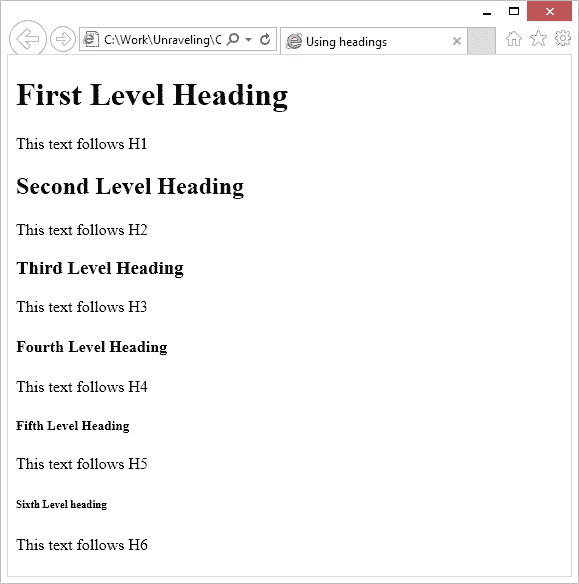 C:\Work\Unraveling\C
Using headings
First Level Heading
This text follows H1
Second Level Heading
This text follows H2
Third Level Heading
This text follows H3
Fourth Level Heading
This text follows H4
Fifth Level Heading
This text follows H5
Sixth Level heading
This text follows H6